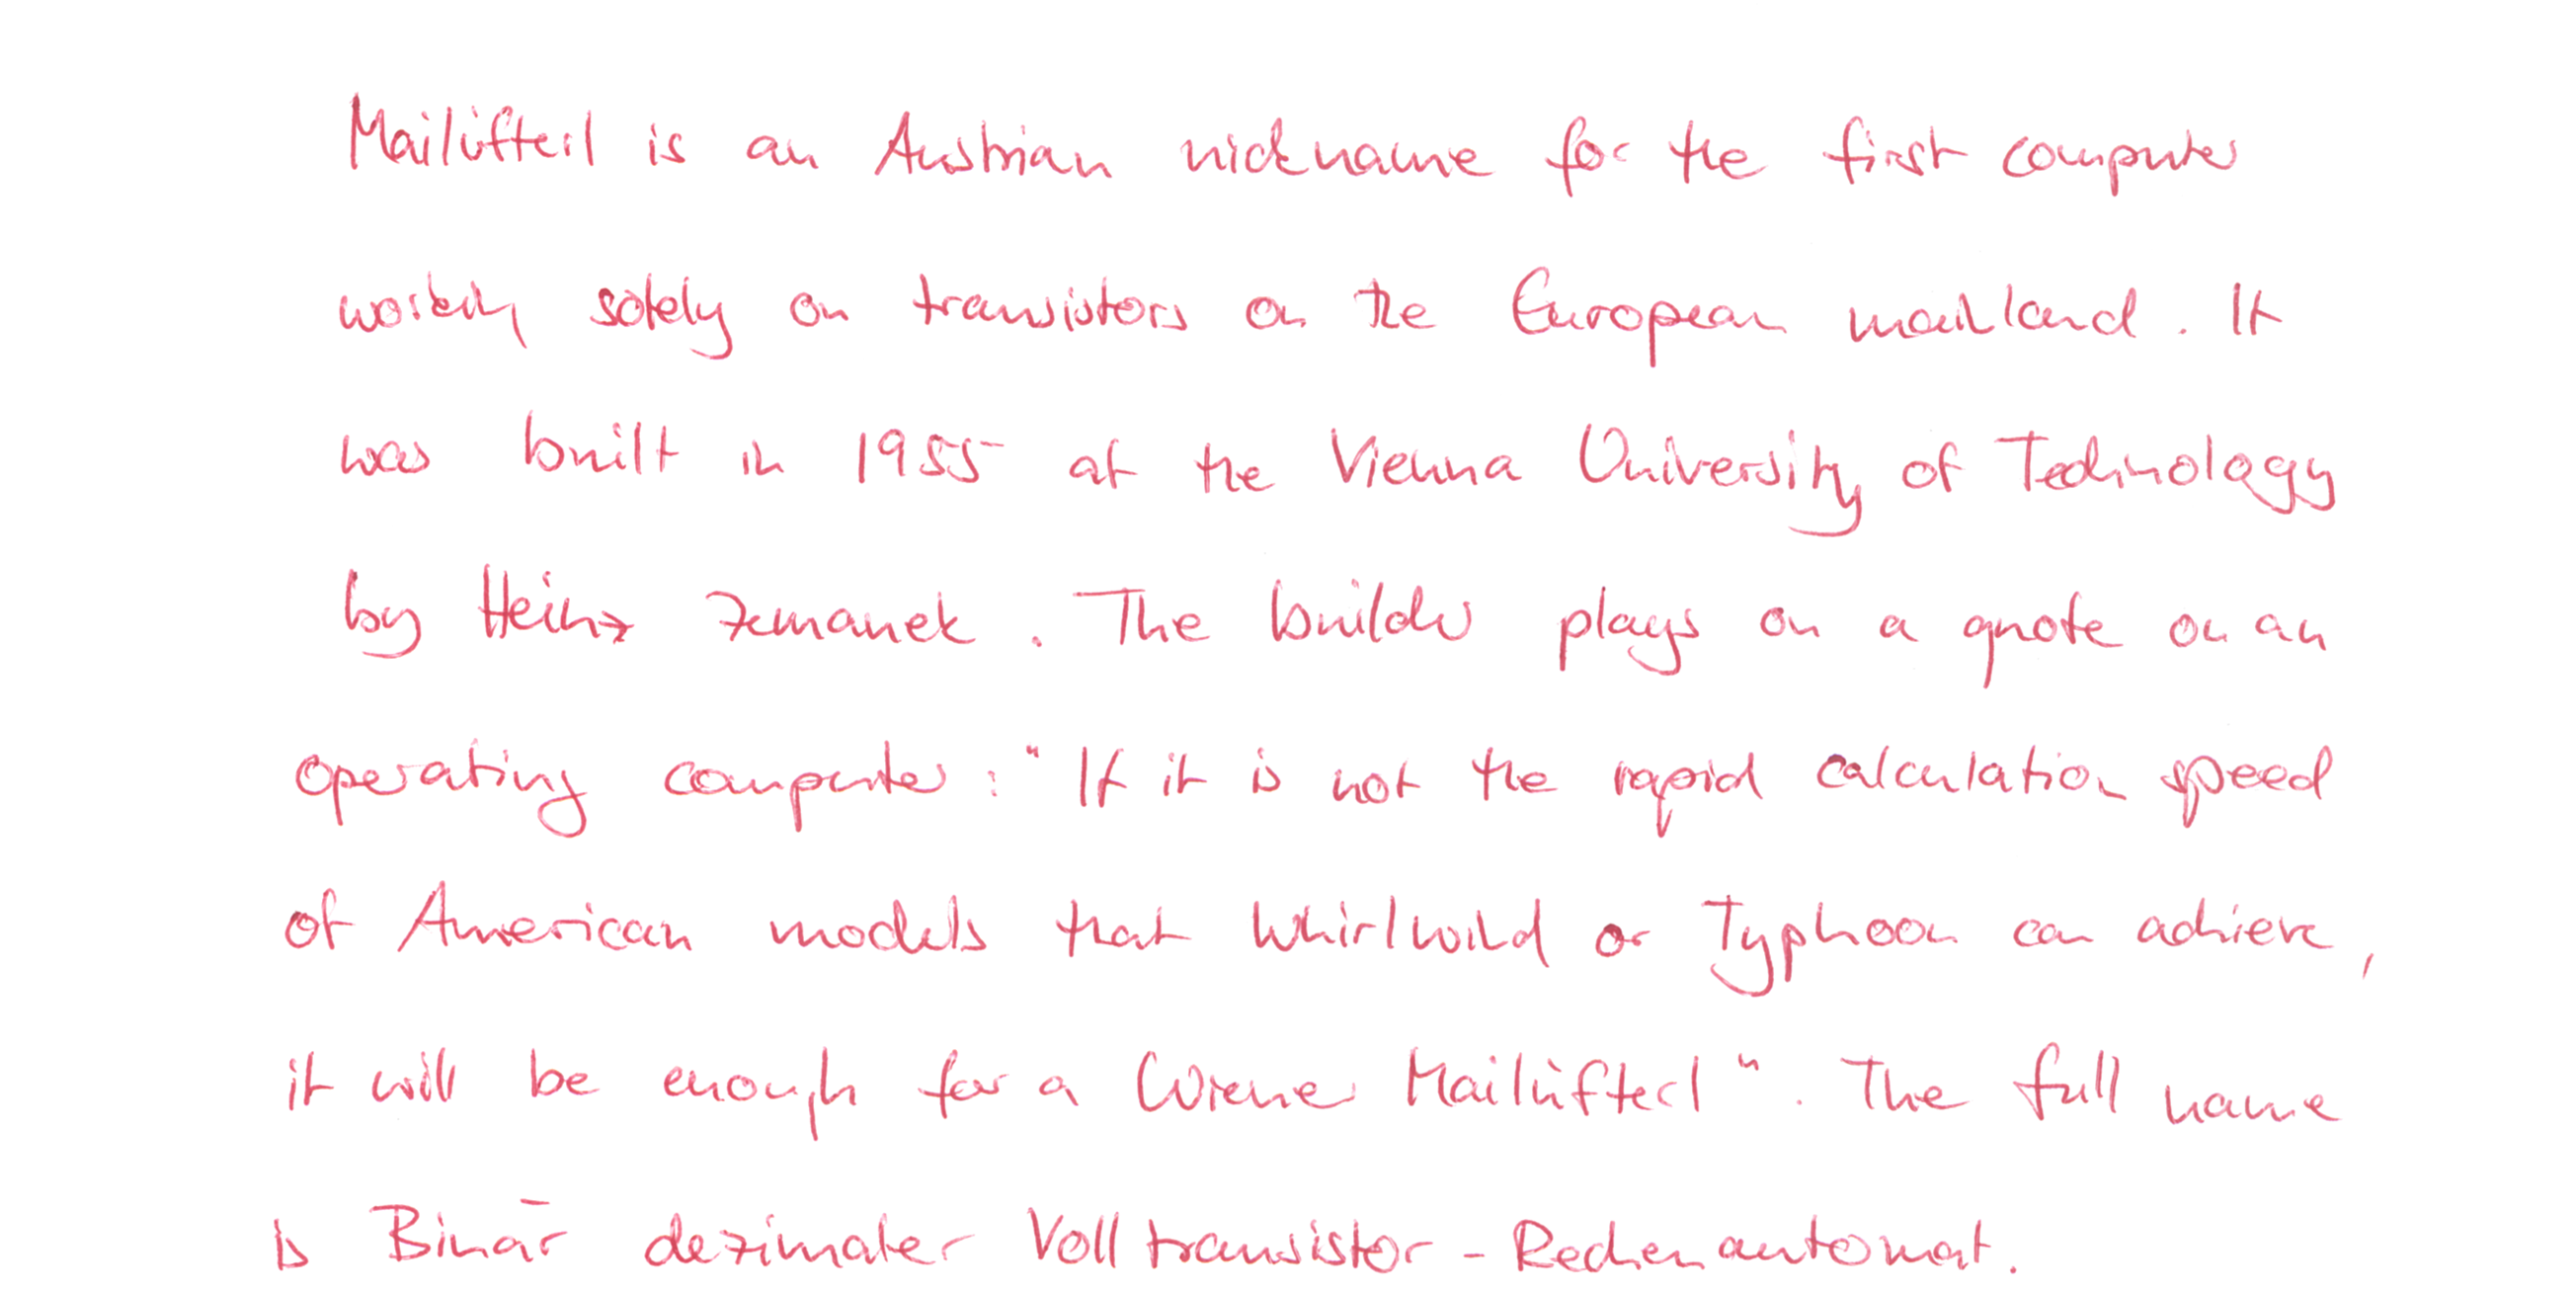 Mailüfterl is an Austrian nickname for the first computer
working solely on transistors on the European mainland. It
was built in 1955 at the Vienna University of Technology
by Heinz Zemanek. The builder plays on a quote on an
operating computer: "If it is not the rapid calculation speed
of American models that Whirlwind or Typhoon can achieve,
it will be enough for a Wiener Mailüfterl". The full name
is Binär dezimaler Volltransistor-Rechenautomat.